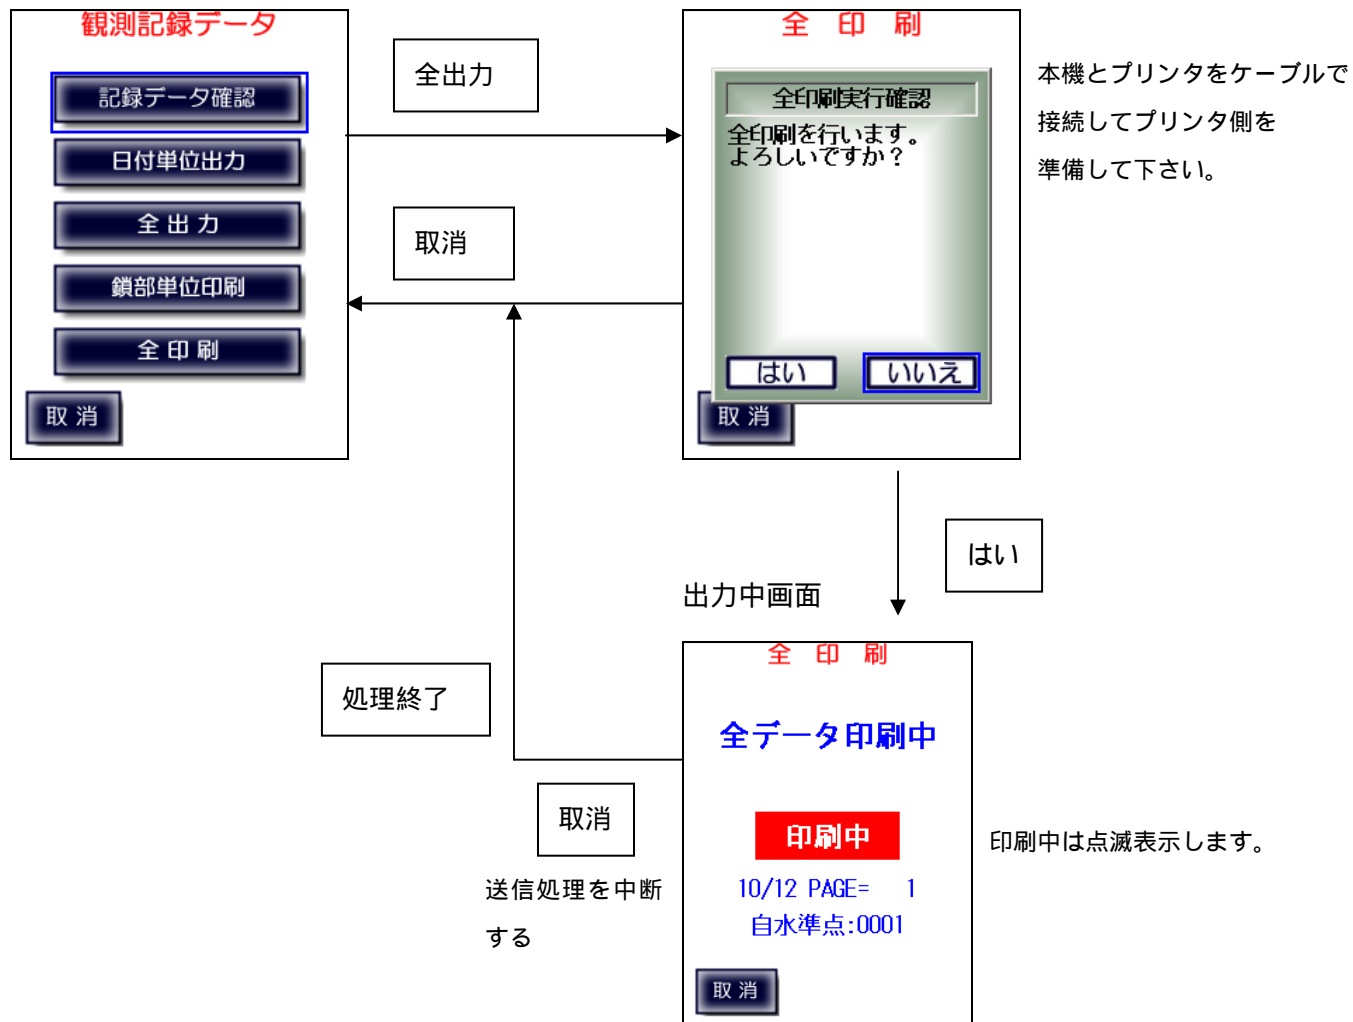 観測記録データ
記録データ確認
日付単位出力
全 出 力
鎖部単位印刷
全 印 刷
取 消
全出力
取消
全 印 刷
全印刷実行確認
全印刷を行います。
よろしいですか？
はい
いいえ
取 消
本機とプリンタをケーブルで
接続してプリンタ側を
準備して下さい。
はい
出力中画面
処理終了
取消
送信処理を中断
する
全 印 刷
全データ印刷中
印刷中
10/12 PAGE= 1
自水準点:0001
取 消
印刷中は点滅表示します。